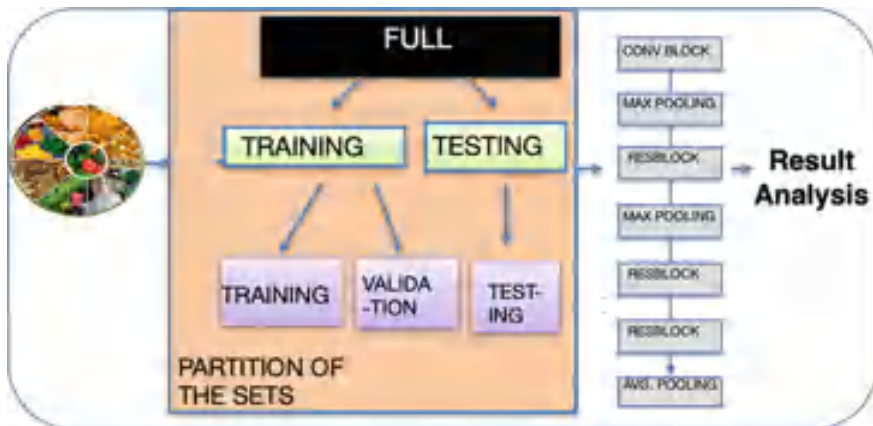 FULL
TRAINING
TESTING
TRAINING
VALIDA
-TION
TEST-
ING
PARTITION OF
THE SETS
CONV.BLOCK
MAX POOLING
RESBLOCK
MAX POOLING
RESBLOCK
RESBLOCK
AVG. POOLING
Result
Analysis